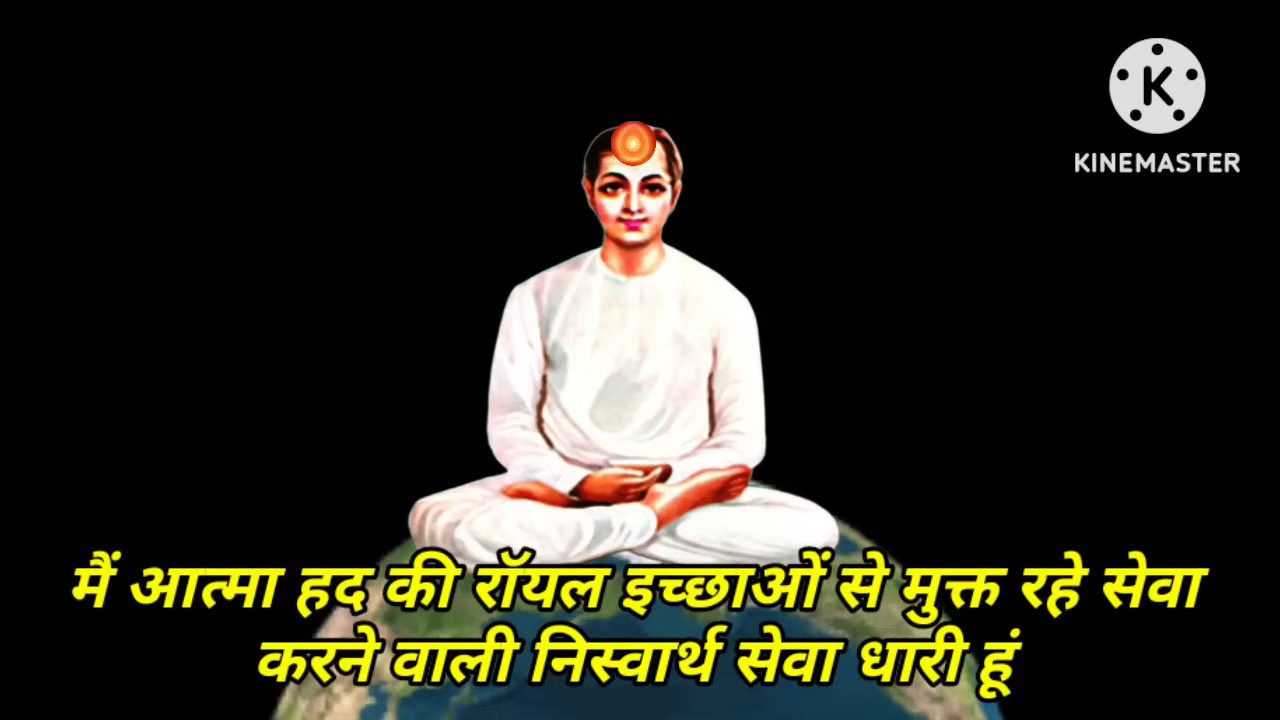 K
KINEMASTER
मैं आत्मा हद की रॉयल इच्छाओं से मुक्त रहे सेवा
करने वाली निस्वार्थ सेवा धारी हूं